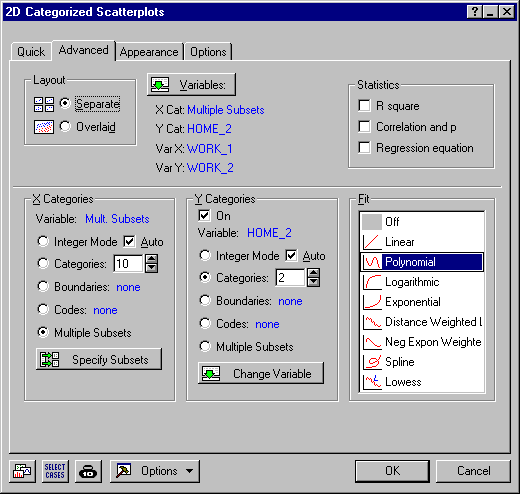 2D Categorized Scatterplots
Quick Advanced Appearance Options
Layout
Separate
Overlaid
Variables:
X Cat: Multiple Subsets
Y Cat: HOME_2
Var X: WORK_1
Var Y: WORK_2
Statistics
R square
Correlation and p
Regression equation
X Categories
Variable: Mult. Subsets
Integer Mode Auto
Categories: 10
Boundaries: none
Codes: none
Multiple Subsets
Specify Subsets
Y Categories
On
Variable: HOME_2
Integer Mode Auto
Categories: 2
Boundaries: none
Codes: none
Multiple Subsets
Change Variable
Fit
Off
Linear
Polynomial
Logarithmic
Exponential
Distance Weighted L
Neg Expon Weighte
Spline
Lowess
SELECT
CASES
Options
OK
Cancel